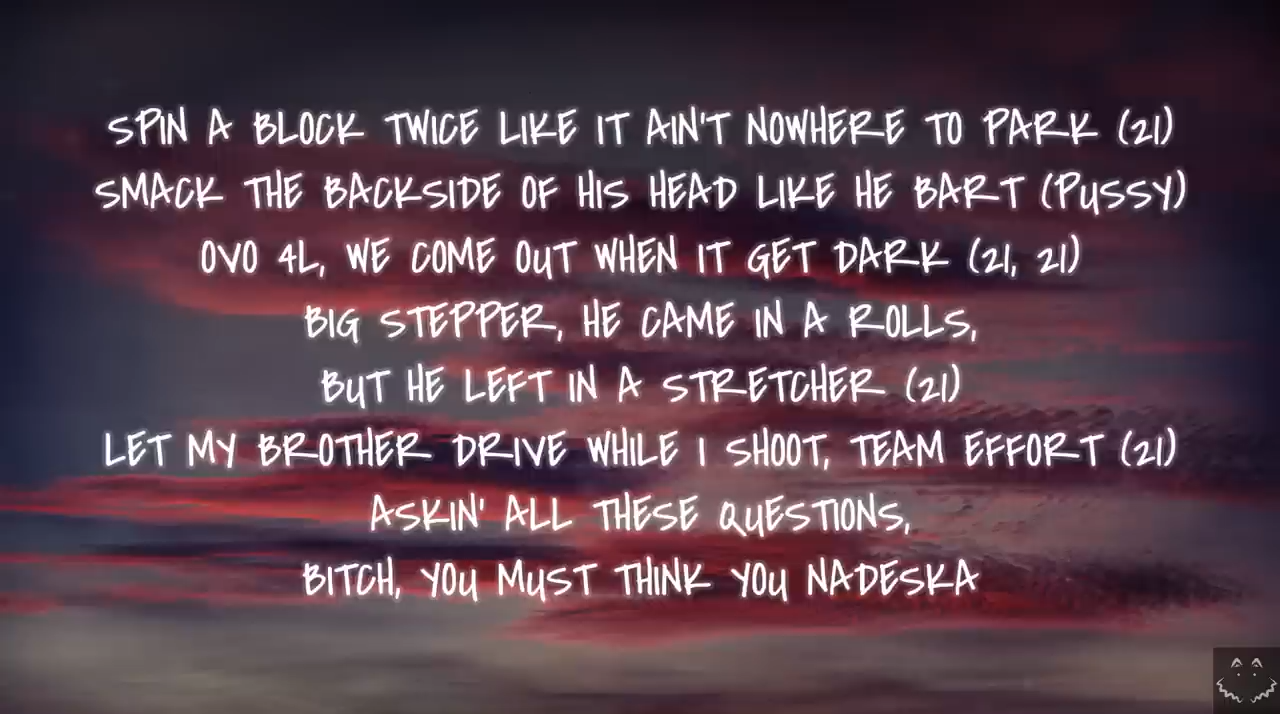 SPIN A BLOCK TWICE LIKE IT AIN'T NOWHERE TO PARK (21)
SMACK THE BACKSIDE OF HIS HEAD LIKE HE BART (PUSSY)
OVO 4L, WE COME OUT WHEN IT GET DARK (21, 21)
BIG STEPPER, HE CAME IN A ROLLS,
BUT HE LEFT IN A STRETCHER (21)
LET MY BROTHER DRIVE WHILE I SHOOT, TEAM EFFORT (21)
ASKIN' ALL THESE QUESTIONS,
BITCH, YOU MUST THINK YOU NADESKA